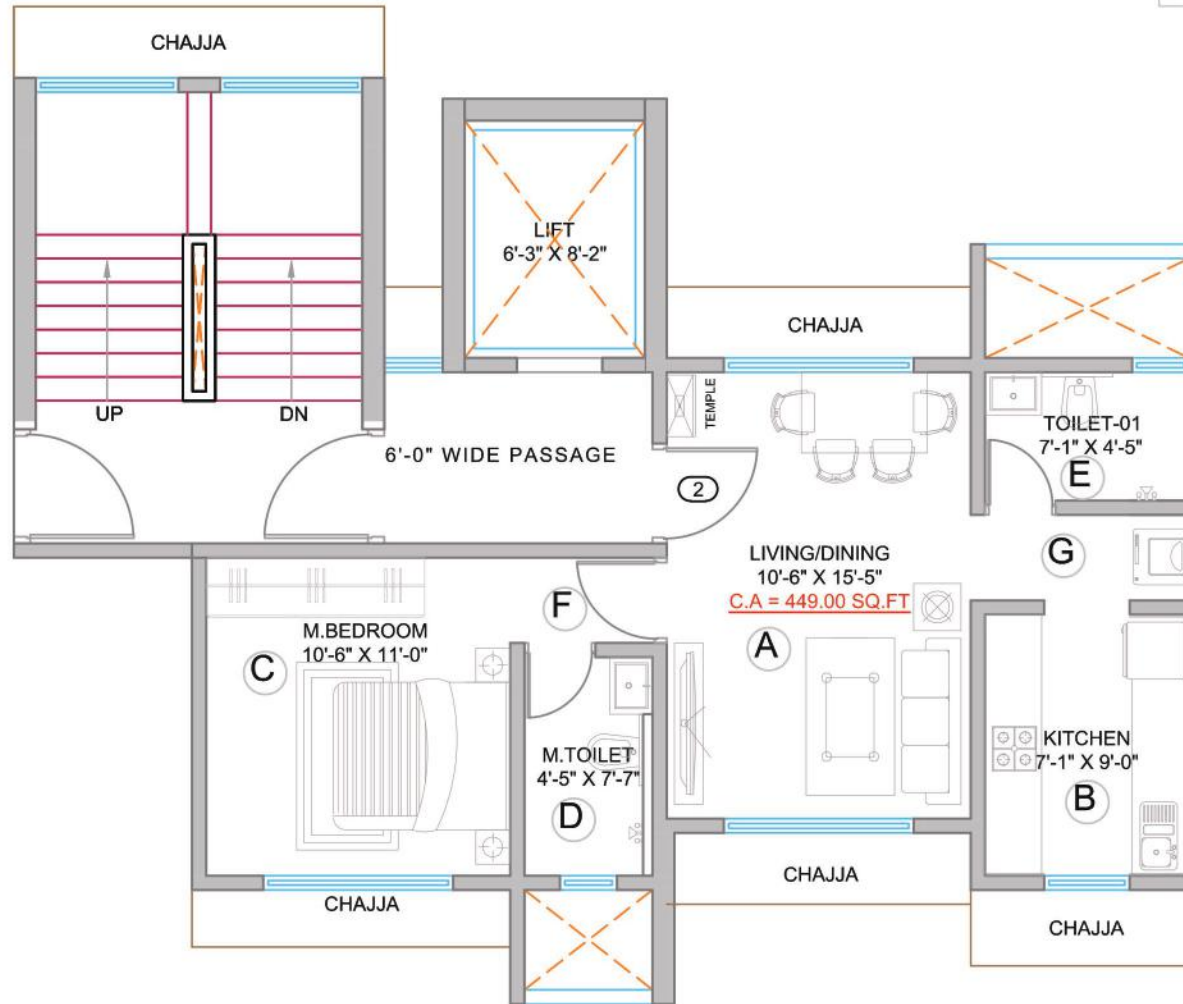 CHAJJA
LIFT
6'-3" X 8'-2"
CHAJJA
UP
DN
6'-0" WIDE PASSAGE
TEMPLE
2
TOILET-01
7'-1" X 4'-5"
E
G
LIVING/DINING
10'-6" X 15'-5"
C.A = 449.00 SQ.FT
A
F
M.BEDROOM
10'-6" X 11'-0"
C
M.TOILET
4'-5" X 7'-7"
D
KITCHEN
7'-1" X 9'-0"
B
CHAJJA
CHAJJA
CHAJJA